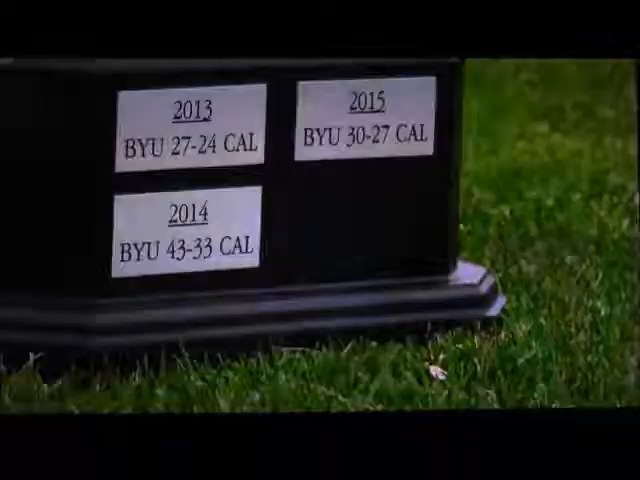 2013
BYU 27-24 CAL
2014
BYU 43-33 CAL
2015
BYU 30-27 CAL